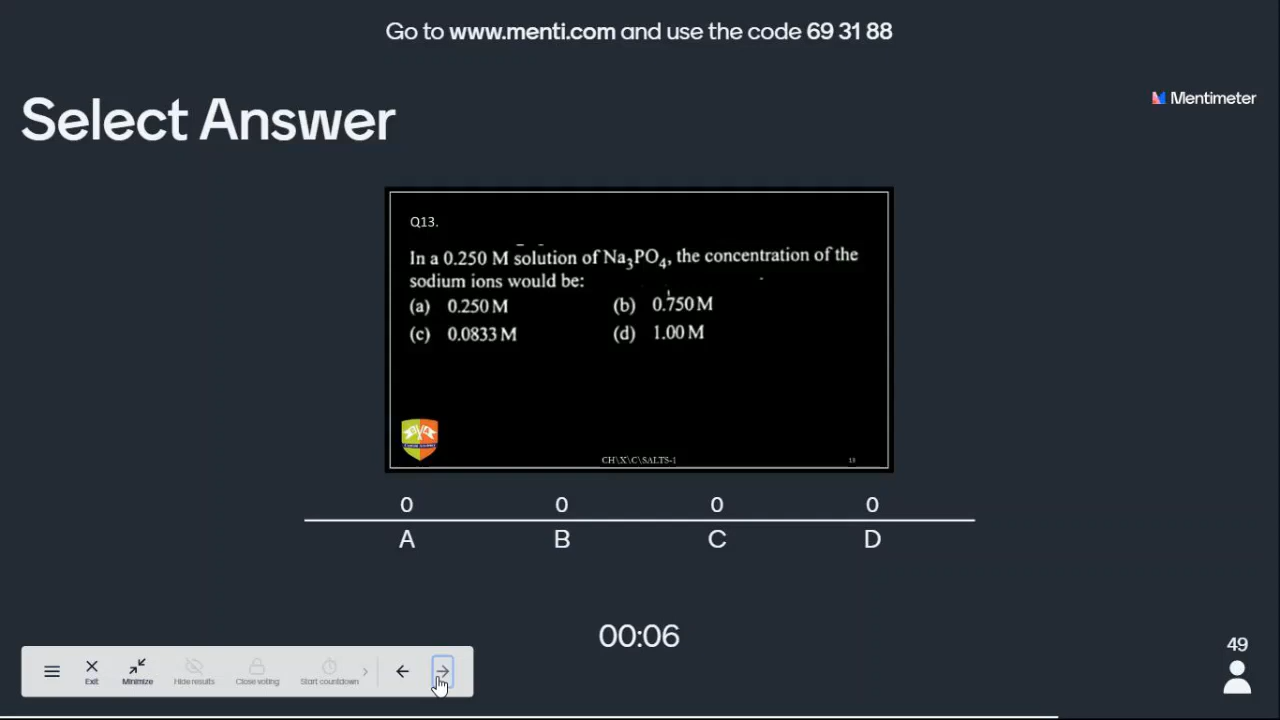 Go to www.menti.com and use the code 69 31 88
Select Answer
Mentimeter
Q13.
In a 0.250 M solution of Na₃PO₄, the concentration of the
sodium ions would be:
(a) 0.250 M (b) 0.750 M
(c) 0.0833 M (d) 1.00 M
CH\X\C\SALTS-1
13
0 0 0 0
A B C D
00:06
49
Exit Minimize Hide results Close voting Start countdown